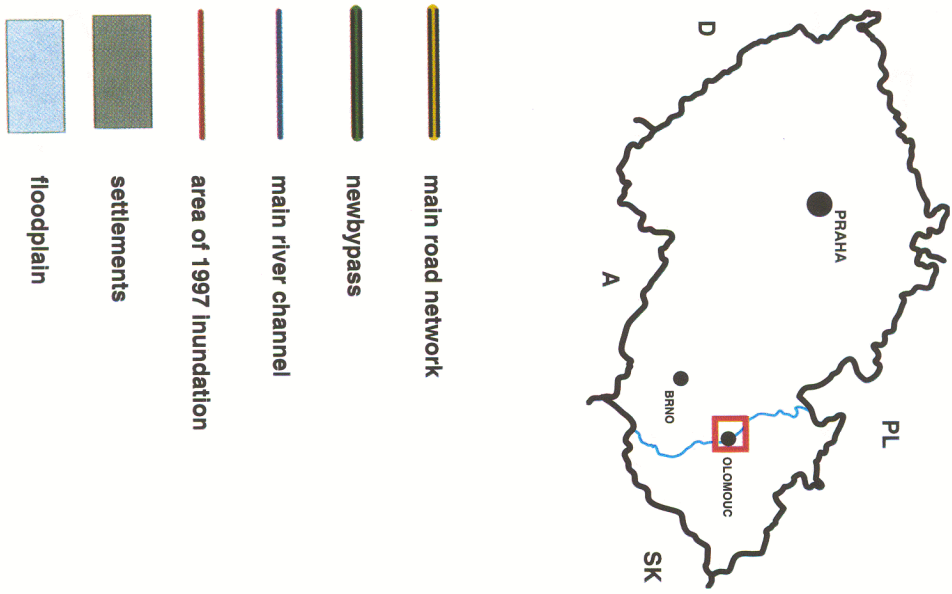 D
PRAHA
A
BRNO
PL
OLOMOUC
SK
main road network
newbypass
main river channel
area of 1997 inundation
settlements
floodplain